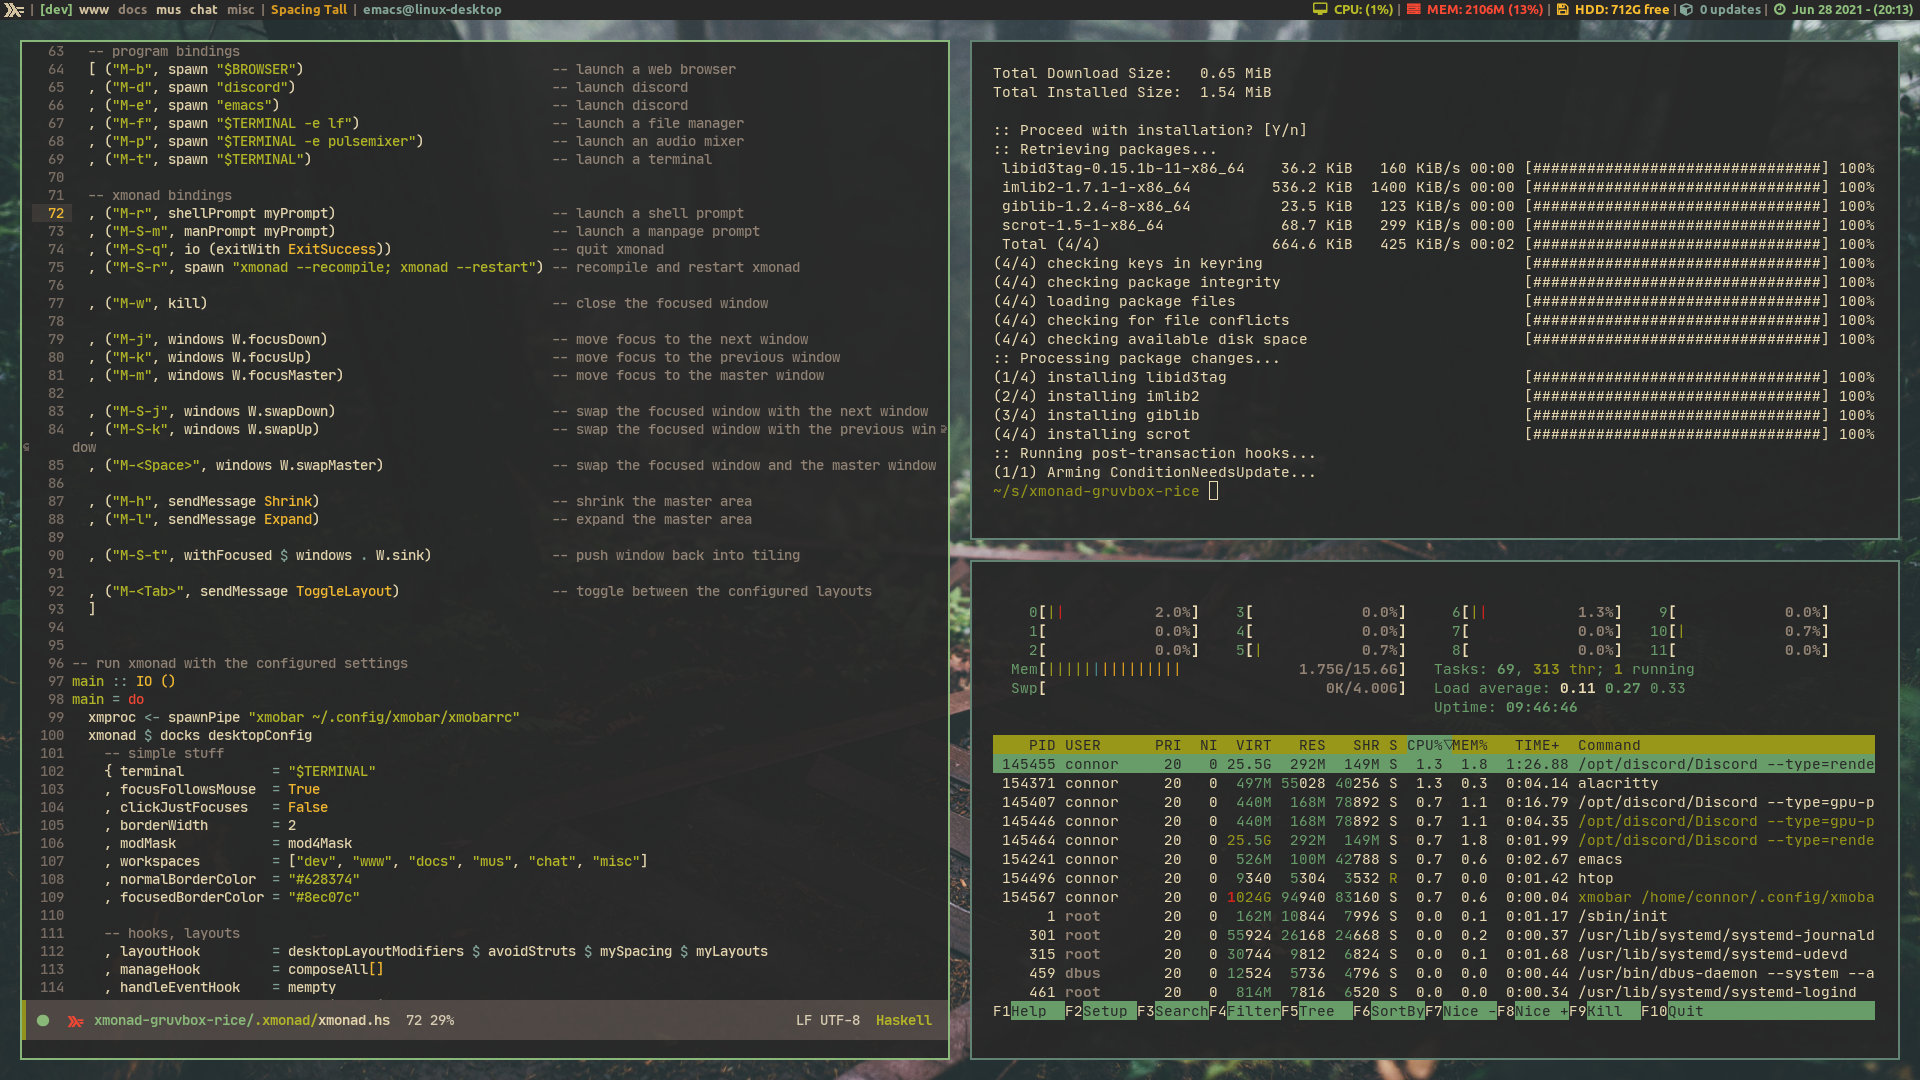 | [dev] www docs mus chat misc | Spacing Tall | emacs@linux-desktop
CPU: (1%) | MEM: 2106M (13%) | HDD: 712G free | 0 updates | Jun 28 2021 - (20:13)
63 -- program bindings
64 [ ("M-b", spawn "$BROWSER") -- launch a web browser
65 , ("M-d", spawn "discord") -- launch discord
66 , ("M-e", spawn "emacs") -- launch discord
67 , ("M-f", spawn "$TERMINAL -e lf") -- launch a file manager
68 , ("M-p", spawn "$TERMINAL -e pulsemixer") -- launch an audio mixer
69 , ("M-t", spawn "$TERMINAL") -- launch a terminal
70
71 -- xmonad bindings
72 , ("M-r", shellPrompt myPrompt) -- launch a shell prompt
73 , ("M-S-m", manPrompt myPrompt) -- launch a manpage prompt
74 , ("M-S-q", io (exitWith ExitSuccess)) -- quit xmonad
75 , ("M-S-r", spawn "xmonad --recompile; xmonad --restart") -- recompile and restart xmonad
76
77 , ("M-w", kill) -- close the focused window
78
79 , ("M-j", windows W.focusDown) -- move focus to the next window
80 , ("M-k", windows W.focusUp) -- move focus to the previous window
81 , ("M-m", windows W.focusMaster) -- move focus to the master window
82
83 , ("M-S-j", windows W.swapDown) -- swap the focused window with the next window
84 , ("M-S-k", windows W.swapUp) -- swap the focused window with the previous win
dow
85 , ("M-<Space>", windows W.swapMaster) -- swap the focused window and the master window
86
87 , ("M-h", sendMessage Shrink) -- shrink the master area
88 , ("M-l", sendMessage Expand) -- expand the master area
89
90 , ("M-S-t", withFocused $ windows . W.sink) -- push window back into tiling
91
92 , ("M-<Tab>", sendMessage ToggleLayout) -- toggle between the configured layouts
93 ]
94
95
96 -- run xmonad with the configured settings
97 main :: IO ()
98 main = do
99 xmproc <- spawnPipe "xmobar ~/.config/xmobar/xmobarrc"
100 xmonad $ docks desktopConfig
101 -- simple stuff
102 { terminal = "$TERMINAL"
103 , focusFollowsMouse = True
104 , clickJustFocuses = False
105 , borderWidth = 2
106 , modMask = mod4Mask
107 , workspaces = ["dev", "www", "docs", "mus", "chat", "misc"]
108 , normalBorderColor = "#628374"
109 , focusedBorderColor = "#8ec07c"
110
111 -- hooks, layouts
112 , layoutHook = desktopLayoutModifiers $ avoidStruts $ mySpacing $ myLayouts
113 , manageHook = composeAll[]
114 , handleEventHook = mempty
xmonad-gruvbox-rice/.xmonad/xmonad.hs 72 29% LF UTF-8 Haskell
Total Download Size: 0.65 MiB
Total Installed Size: 1.54 MiB
:: Proceed with installation? [Y/n]
:: Retrieving packages...
libid3tag-0.15.1b-11-x86_64 36.2 KiB 160 KiB/s 00:00 [################################] 100%
imlib2-1.7.1-1-x86_64 536.2 KiB 1400 KiB/s 00:00 [################################] 100%
giblib-1.2.4-8-x86_64 23.5 KiB 123 KiB/s 00:00 [################################] 100%
scrot-1.5-1-x86_64 68.7 KiB 299 KiB/s 00:00 [################################] 100%
Total (4/4) 664.6 KiB 425 KiB/s 00:02 [################################] 100%
(4/4) checking keys in keyring [################################] 100%
(4/4) checking package integrity [################################] 100%
(4/4) loading package files [################################] 100%
(4/4) checking for file conflicts [################################] 100%
(4/4) checking available disk space [################################] 100%
:: Processing package changes...
(1/4) installing libid3tag [################################] 100%
(2/4) installing imlib2 [################################] 100%
(3/4) installing giblib [################################] 100%
(4/4) installing scrot [################################] 100%
:: Running post-transaction hooks...
(1/1) Arming ConditionNeedsUpdate...
~/s/xmonad-gruvbox-rice
0[|| 2.0%] 3[ 0.0%] 6[|| 1.3%] 9[ 0.0%]
1[ 0.0%] 4[ 0.0%] 7[ 0.0%] 10[| 0.7%]
2[ 0.0%] 5[| 0.7%] 8[ 0.0%] 11[ 0.0%]
Mem[||||||||||||||| 1.75G/15.6G] Tasks: 69, 313 thr; 1 running
Swp[ 0K/4.00G] Load average: 0.11 0.27 0.33
Uptime: 09:46:46
PID USER PRI NI VIRT RES SHR S CPU%▽MEM% TIME+ Command
145455 connor 20 0 25.5G 292M 149M S 1.3 1.8 1:26.88 /opt/discord/Discord --type=rende
154371 connor 20 0 497M 55028 40256 S 1.3 0.3 0:04.14 alacritty
145407 connor 20 0 440M 168M 78892 S 0.7 1.1 0:16.79 /opt/discord/Discord --type=gpu-p
145446 connor 20 0 440M 168M 78892 S 0.7 1.1 0:04.35 /opt/discord/Discord --type=gpu-p
145464 connor 20 0 25.5G 292M 149M S 0.7 1.8 0:01.99 /opt/discord/Discord --type=rende
154241 connor 20 0 526M 100M 42788 S 0.7 0.6 0:02.67 emacs
154496 connor 20 0 9340 5304 3532 R 0.7 0.0 0:01.42 htop
154567 connor 20 0 1024G 94940 83160 S 0.7 0.6 0:00.04 xmobar /home/connor/.config/xmoba
1 root 20 0 162M 10844 7996 S 0.0 0.1 0:01.17 /sbin/init
301 root 20 0 55924 26168 24668 S 0.0 0.2 0:00.37 /usr/lib/systemd/systemd-journald
315 root 20 0 30744 9812 6824 S 0.0 0.1 0:01.68 /usr/lib/systemd/systemd-udevd
459 dbus 20 0 12524 5736 4796 S 0.0 0.0 0:00.44 /usr/bin/dbus-daemon --system --a
461 root 20 0 814M 7816 6520 S 0.0 0.0 0:00.34 /usr/lib/systemd/systemd-logind
F1Help F2Setup F3SearchF4FilterF5Tree F6SortByF7Nice -F8Nice +F9Kill F10Quit